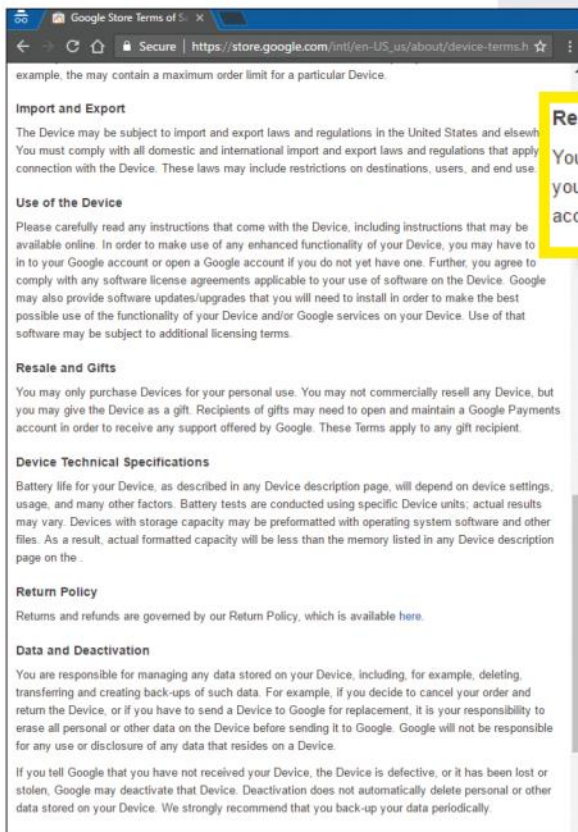 Google Store Terms of S
Secure | https://store.google.com/intl/en-US_us/about/device-terms.h
example, the may contain a maximum order limit for a particular Device.
Import and Export
The Device may be subject to import and export laws and regulations in the United States and elsewh
You must comply with all domestic and international import and export laws and regulations that apply
connection with the Device. These laws may include restrictions on destinations, users, and end use.
Re
You
you
acc
Use of the Device
Please carefully read any instructions that come with the Device, including instructions that may be
available online. In order to make use of any enhanced functionality of your Device, you may have to
in to your Google account or open a Google account if you do not yet have one. Further, you agree to
comply with any software license agreements applicable to your use of software on the Device. Google
may also provide software updates/upgrades that you will need to install in order to make the best
possible use of the functionality of your Device and/or Google services on your Device. Use of that
software may be subject to additional licensing terms.
Resale and Gifts
You may only purchase Devices for your personal use. You may not commercially resell any Device, but
you may give the Device as a gift. Recipients of gifts may need to open and maintain a Google Payments
account in order to receive any support offered by Google. These Terms apply to any gift recipient.
Device Technical Specifications
Battery life for your Device, as described in any Device description page, will depend on device settings,
usage, and many other factors. Battery tests are conducted using specific Device units; actual results
may vary. Devices with storage capacity may be preformatted with operating system software and other
files. As a result, actual formatted capacity will be less than the memory listed in any Device description
page on the .
Return Policy
Returns and refunds are governed by our Return Policy, which is available here.
Data and Deactivation
You are responsible for managing any data stored on your Device, including, for example, deleting,
transferring and creating back-ups of such data. For example, if you decide to cancel your order and
return the Device, or if you have to send a Device to Google for replacement, it is your responsibility to
erase all personal or other data on the Device before sending it to Google. Google will not be responsible
for any use or disclosure of any data that resides on a Device.
If you tell Google that you have not received your Device, the Device is defective, or it has been lost or
stolen, Google may deactivate that Device. Deactivation does not automatically delete personal or other
data stored on your Device. We strongly recommend that you back-up your data periodically.